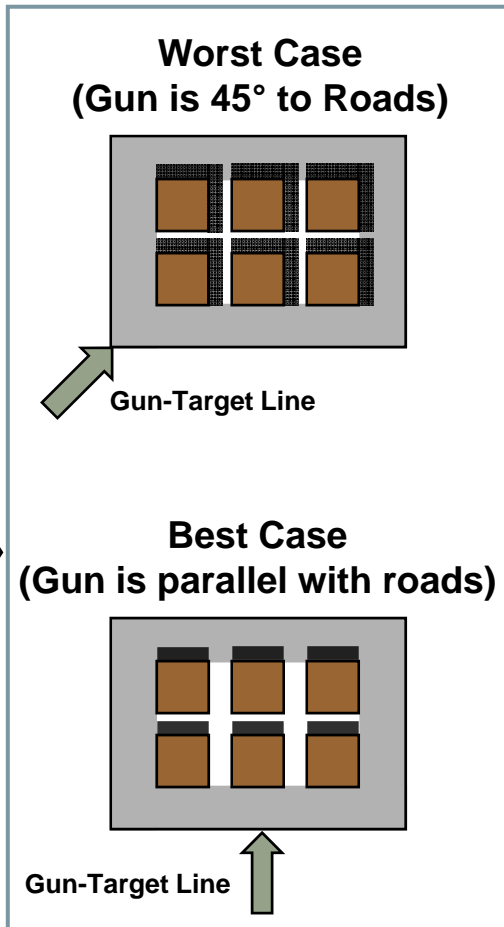 Worst Case
(Gun is 45° to Roads)
Gun-Target Line
Best Case
(Gun is parallel with roads)
Gun-Target Line